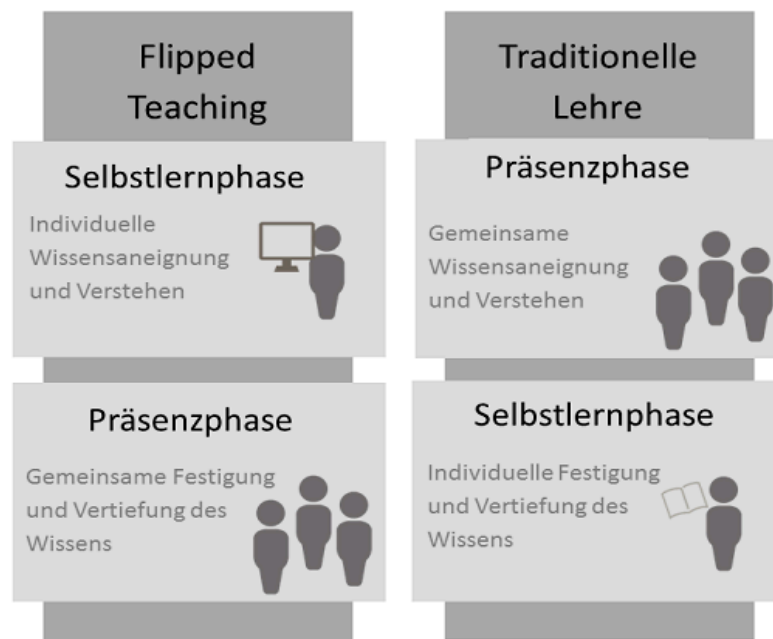 Flipped
Teaching
Selbstlernphase
Individuelle
Wissensaneignung
und Verstehen
Präsenzphase
Gemeinsame Festigung
und Vertiefung des
Wissens
Traditionelle
Lehre
Präsenzphase
Gemeinsame
Wissensaneignung
und Verstehen
Selbstlernphase
Individuelle Festigung
und Vertiefung des
Wissens